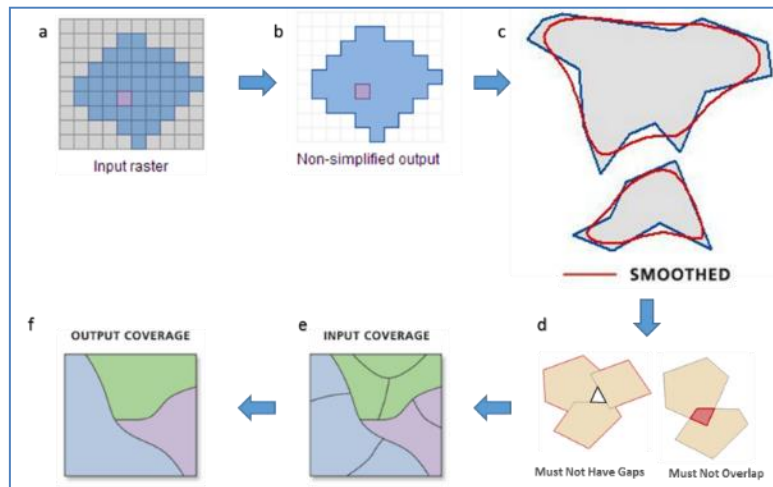 a
b
c
Input raster
Non-simplified output
SMOOTHED
f
OUTPUT COVERAGE
e
INPUT COVERAGE
d
Must Not Have Gaps
Must Not Overlap